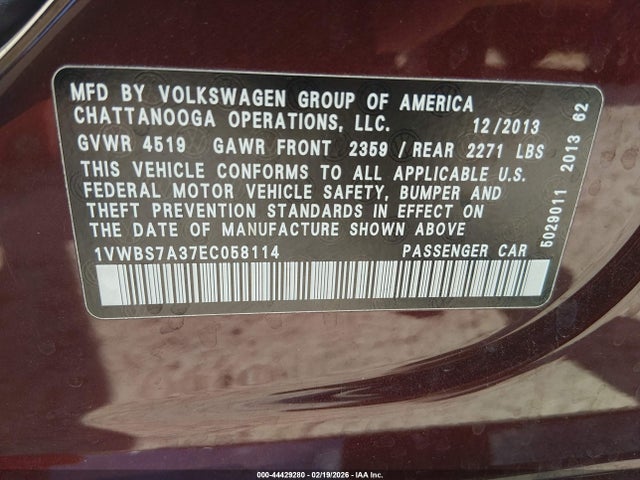 MFD BY VOLKSWAGEN GROUP OF AMERICA
CHATTANOOGA OPERATIONS, LLC. 12/2013
GVWR 4519 GAWR FRONT 2359 / REAR 2271 LBS
THIS VEHICLE CONFORMS TO ALL APPLICABLE U.S.
FEDERAL MOTOR VEHICLE SAFETY, BUMPER AND
THEFT PREVENTION STANDARDS IN EFFECT ON
THE DATE OF MANUFACTURE SHOWN ABOVE
1VWBS7A37EC058114 PASSENGER CAR
5029011 2013 62
000-44429280 - 02/19/2026 - IAA Inc.